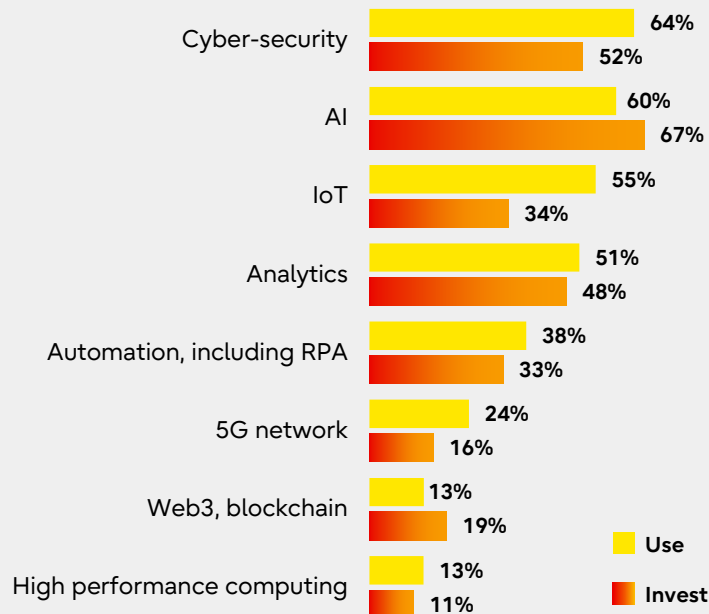 Cyber-security
64%
52%
AI
60%
67%
IoT
55%
34%
Analytics
51%
48%
Automation, including RPA
38%
33%
5G network
24%
16%
Web3, blockchain
13%
19%
High performance computing
13%
11%
Use
Invest